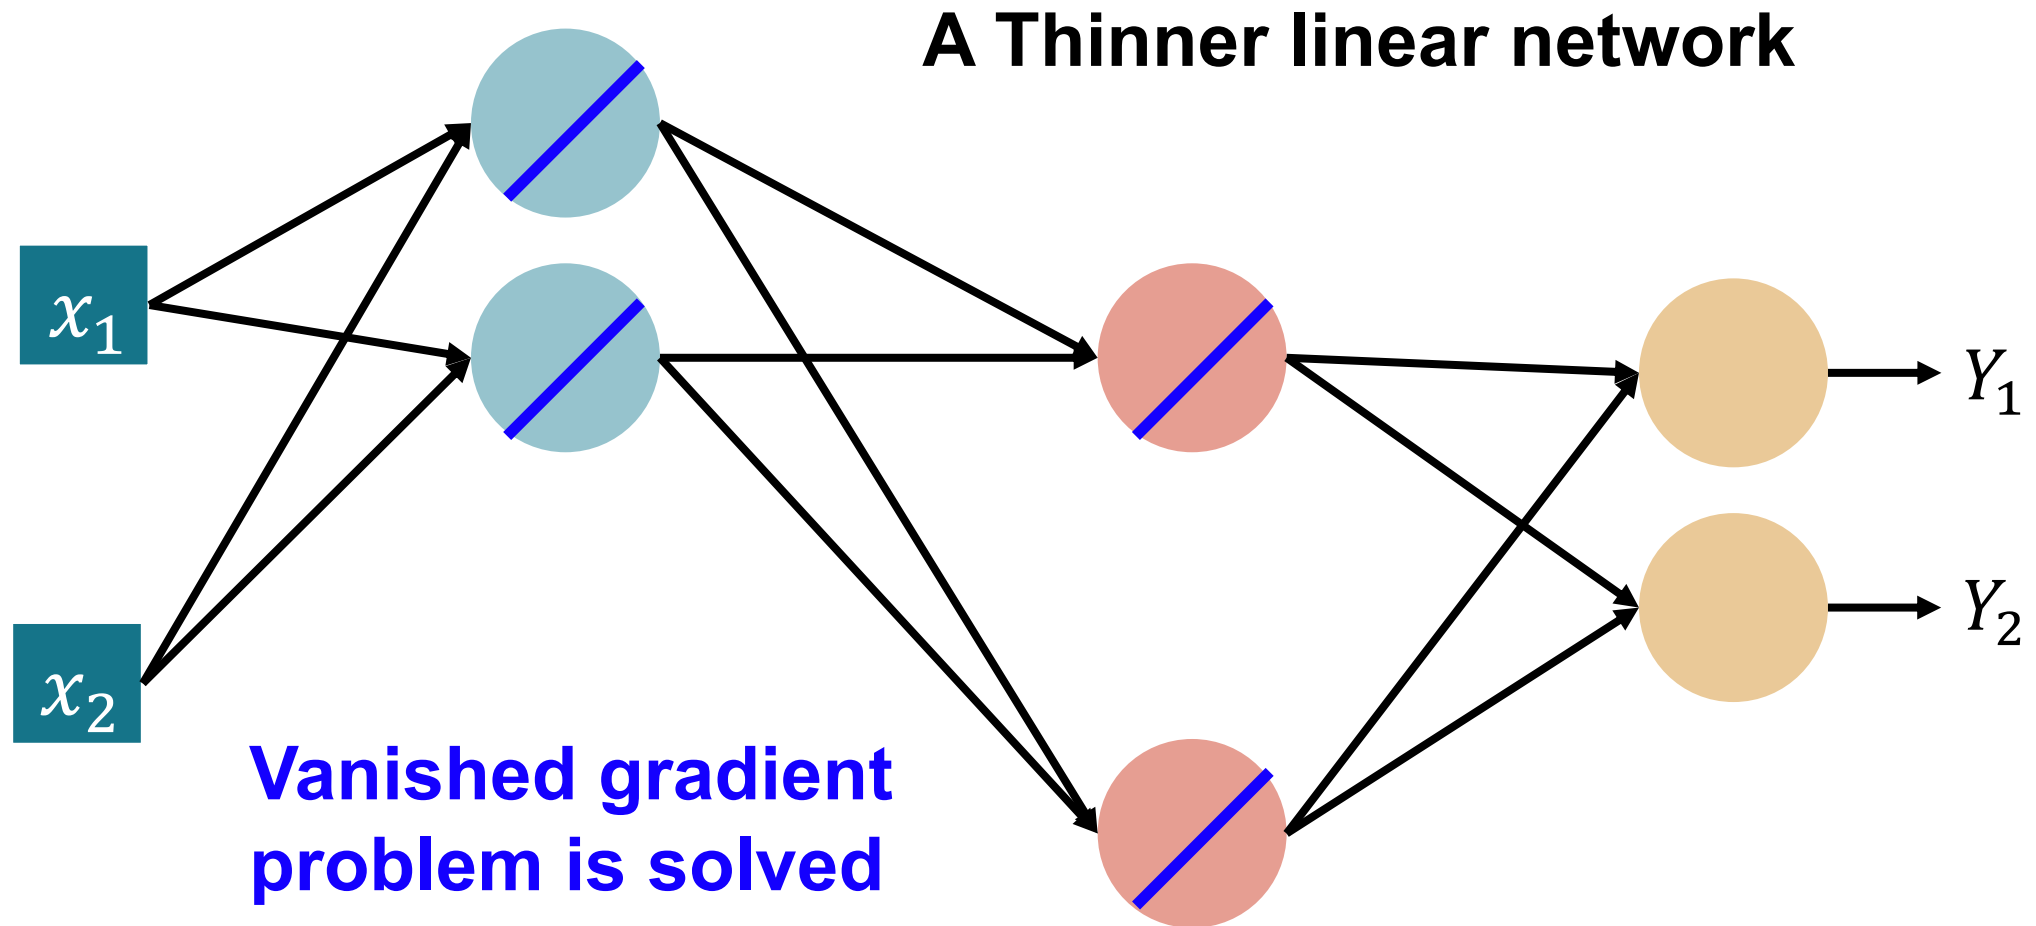 A Thinner linear network
x₁
Y₁
Y₂
x₂
Vanished gradient
problem is solved